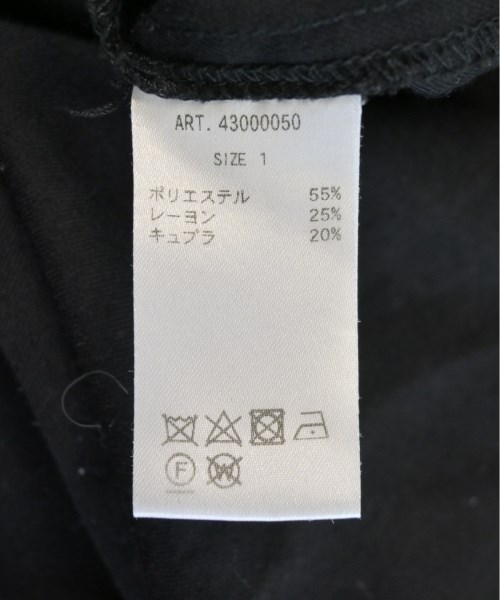 ART. 43000050
SIZE 1
ポリエステル 55%
レーヨン 25%
キュプラ 20%
F
W